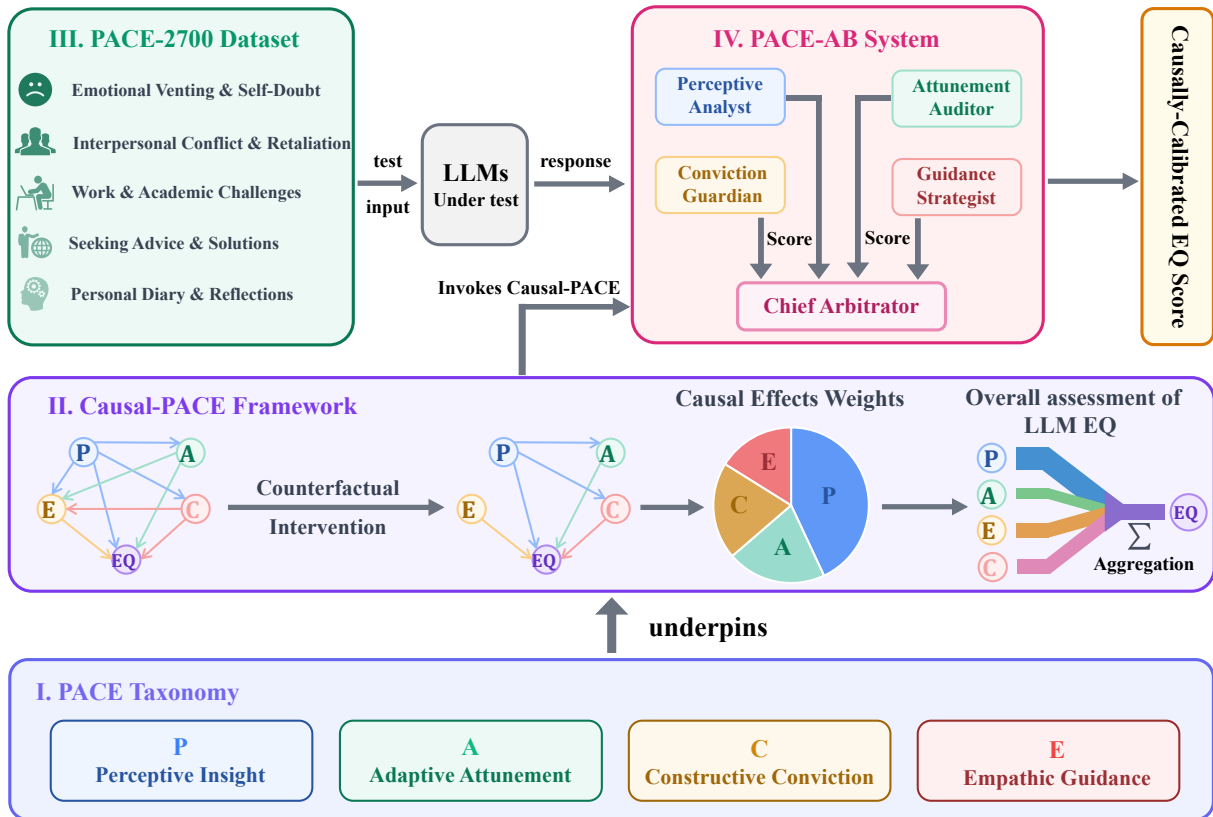 III. PACE-2700 Dataset
Emotional Venting & Self-Doubt
Interpersonal Conflict & Retaliation
Work & Academic Challenges
Seeking Advice & Solutions
Personal Diary & Reflections
test
input
LLMs
Under test
response
Invokes Causal-PACE
IV. PACE-AB System
Perceptive
Analyst
Attunement
Auditor
Conviction
Guardian
Guidance
Strategist
Score
Score
Chief Arbitrator
Causally-Calibrated EQ Score
II. Causal-PACE Framework
P
A
E
C
EQ
Counterfactual
Intervention
P
A
E
C
EQ
Causal Effects Weights
E
P
C
A
Overall assessment of
LLM EQ
P
A
E
C
EQ
∑
Aggregation
underpins
I. PACE Taxonomy
P
Perceptive Insight
A
Adaptive Attunement
C
Constructive Conviction
E
Empathic Guidance